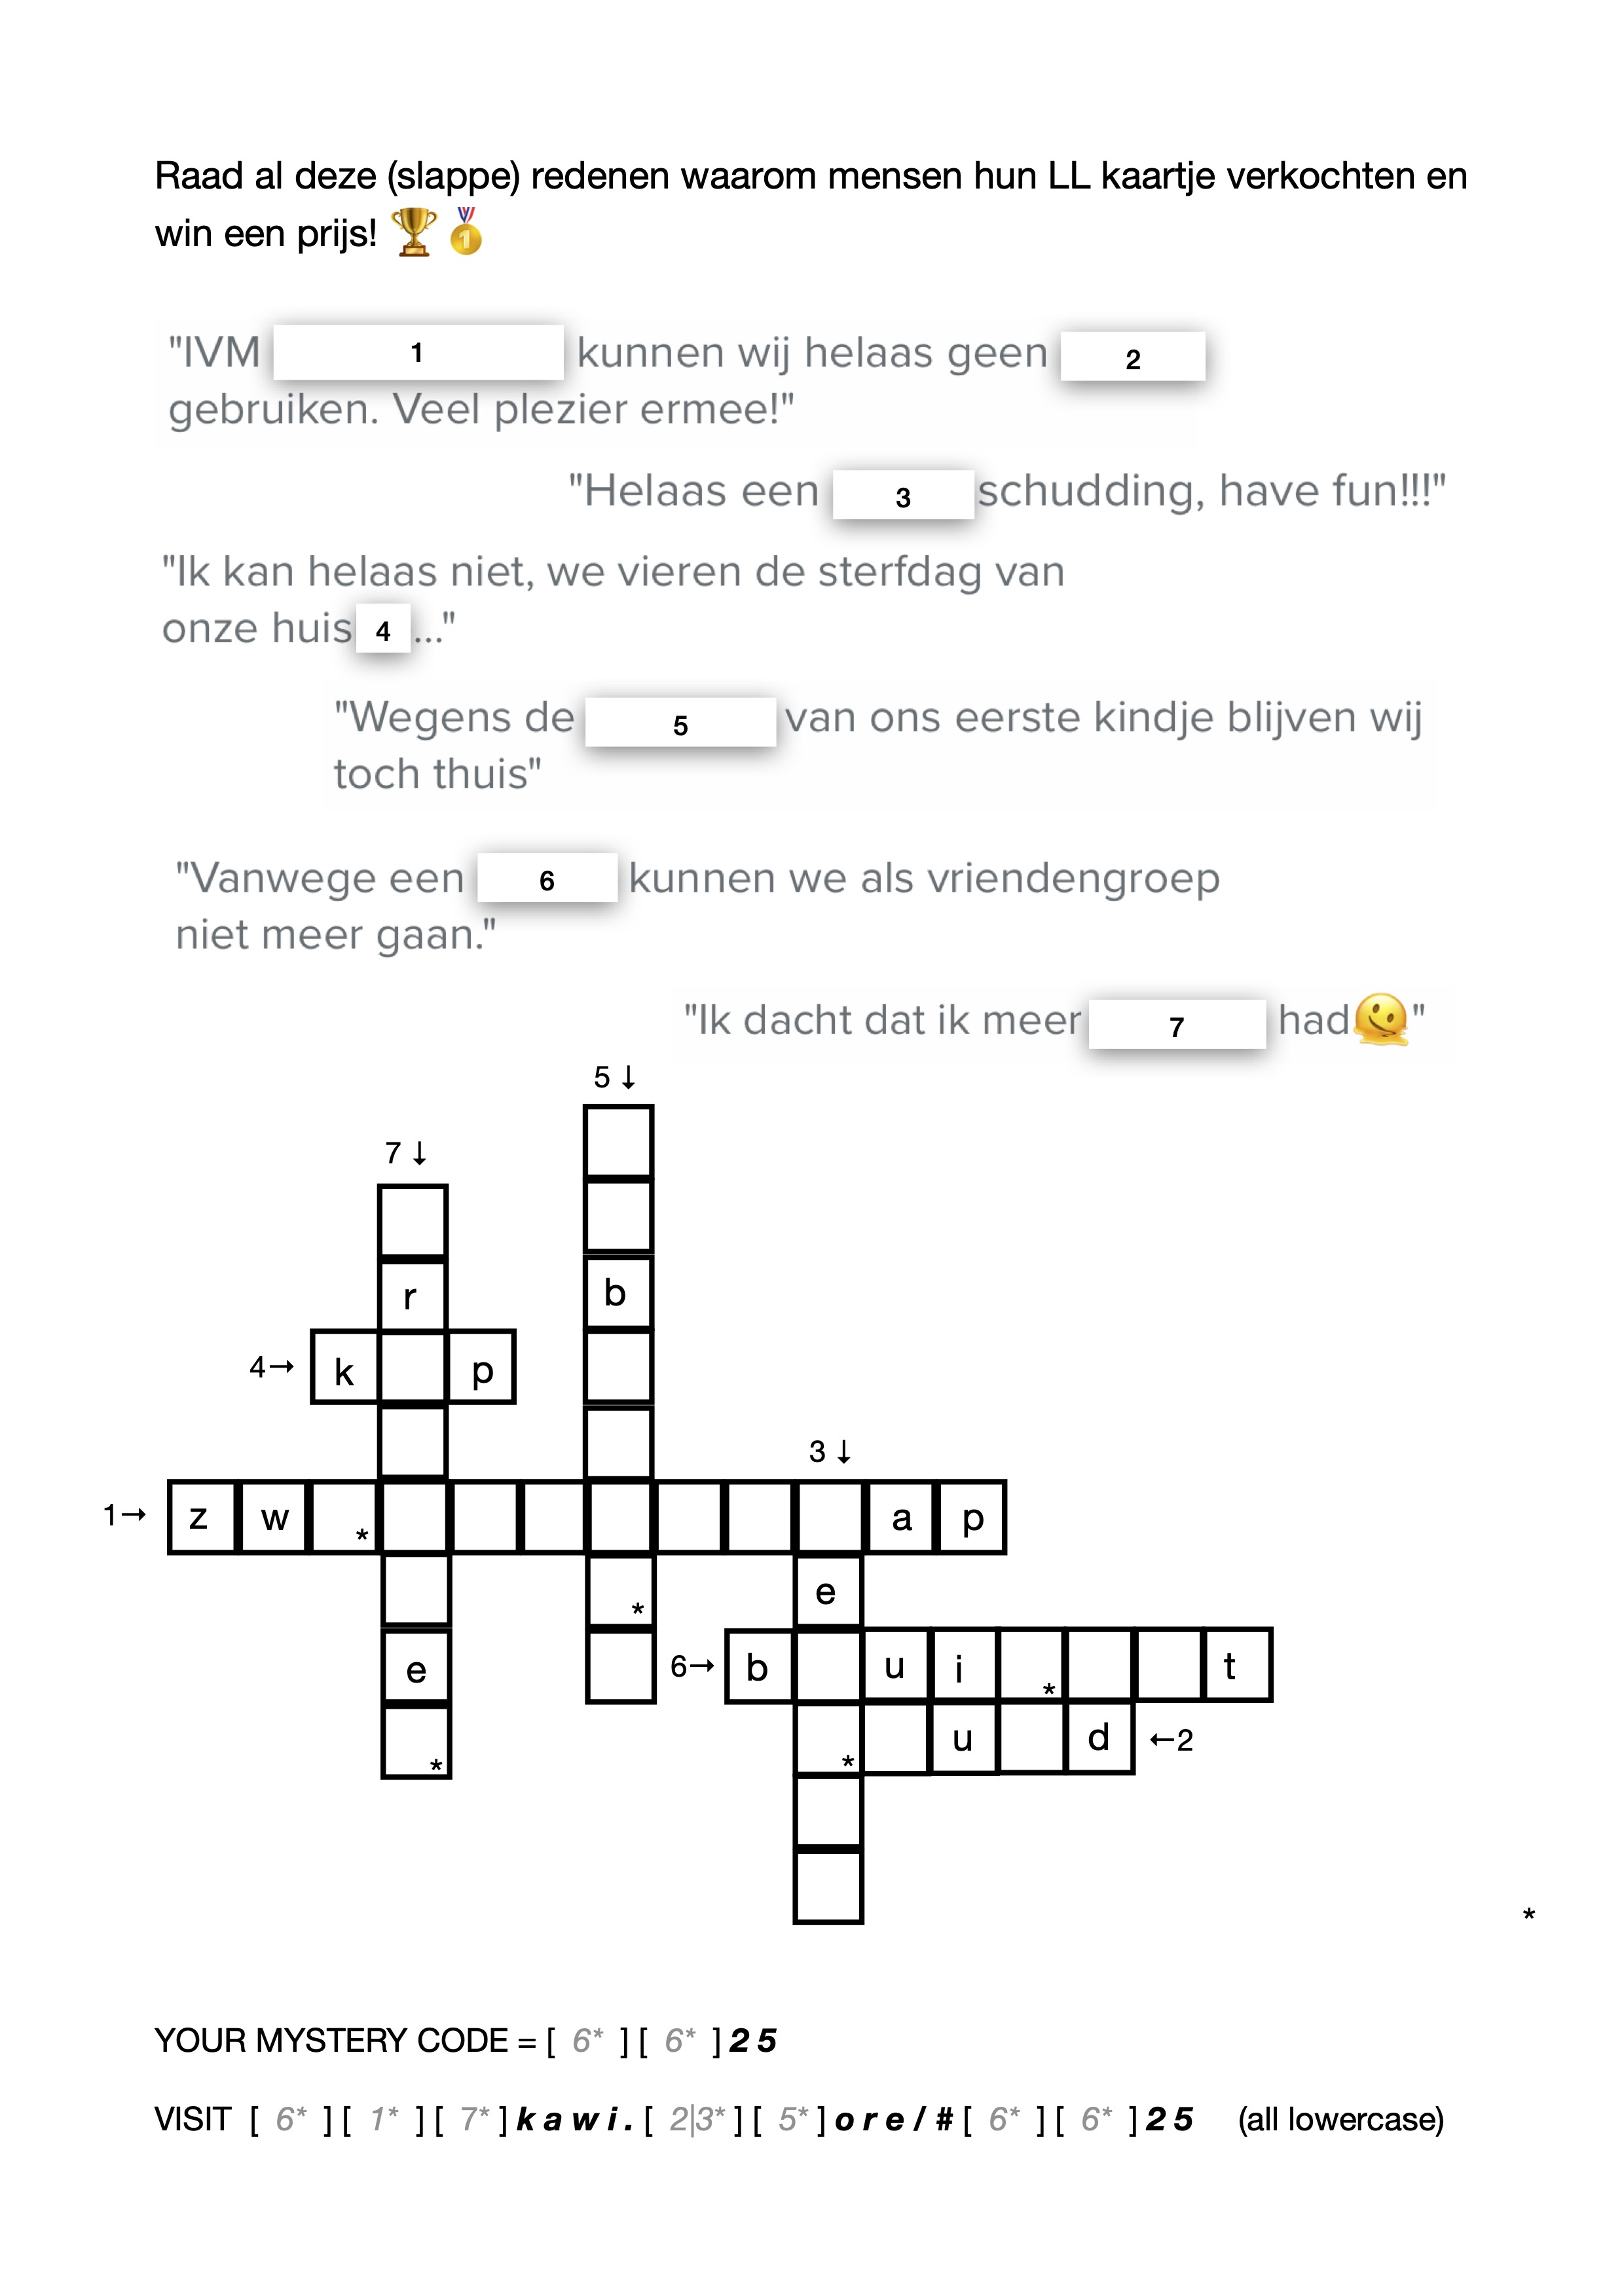 Raad al deze (slappe) redenen waarom mensen hun LL kaartje verkochten en
win een prijs! 🏆🥇
"IVM 1 kunnen wij helaas geen 2
gebruiken. Veel plezier ermee!"
"Helaas een 3 schudding, have fun!!!"
"Ik kan helaas niet, we vieren de sterfdag van
onze huis 4 ..."
"Wegens de 5 van ons eerste kindje blijven wij
toch thuis"
"Vanwege een 6 kunnen we als vriendengroep
niet meer gaan."
"Ik dacht dat ik meer 7 had🫠"
5 ↓
7 ↓
r
b
4→ k p
3 ↓
1→ z w * a p
* e
e 6→ b u i * t
* * u d ←2
*
YOUR MYSTERY CODE = [ 6* ] [ 6* ] 2 5
VISIT [ 6* ] [ 1* ] [ 7* ] k a w i . [ 2|3* ] [ 5* ] o r e / # [ 6* ] [ 6* ] 2 5 (all lowercase)